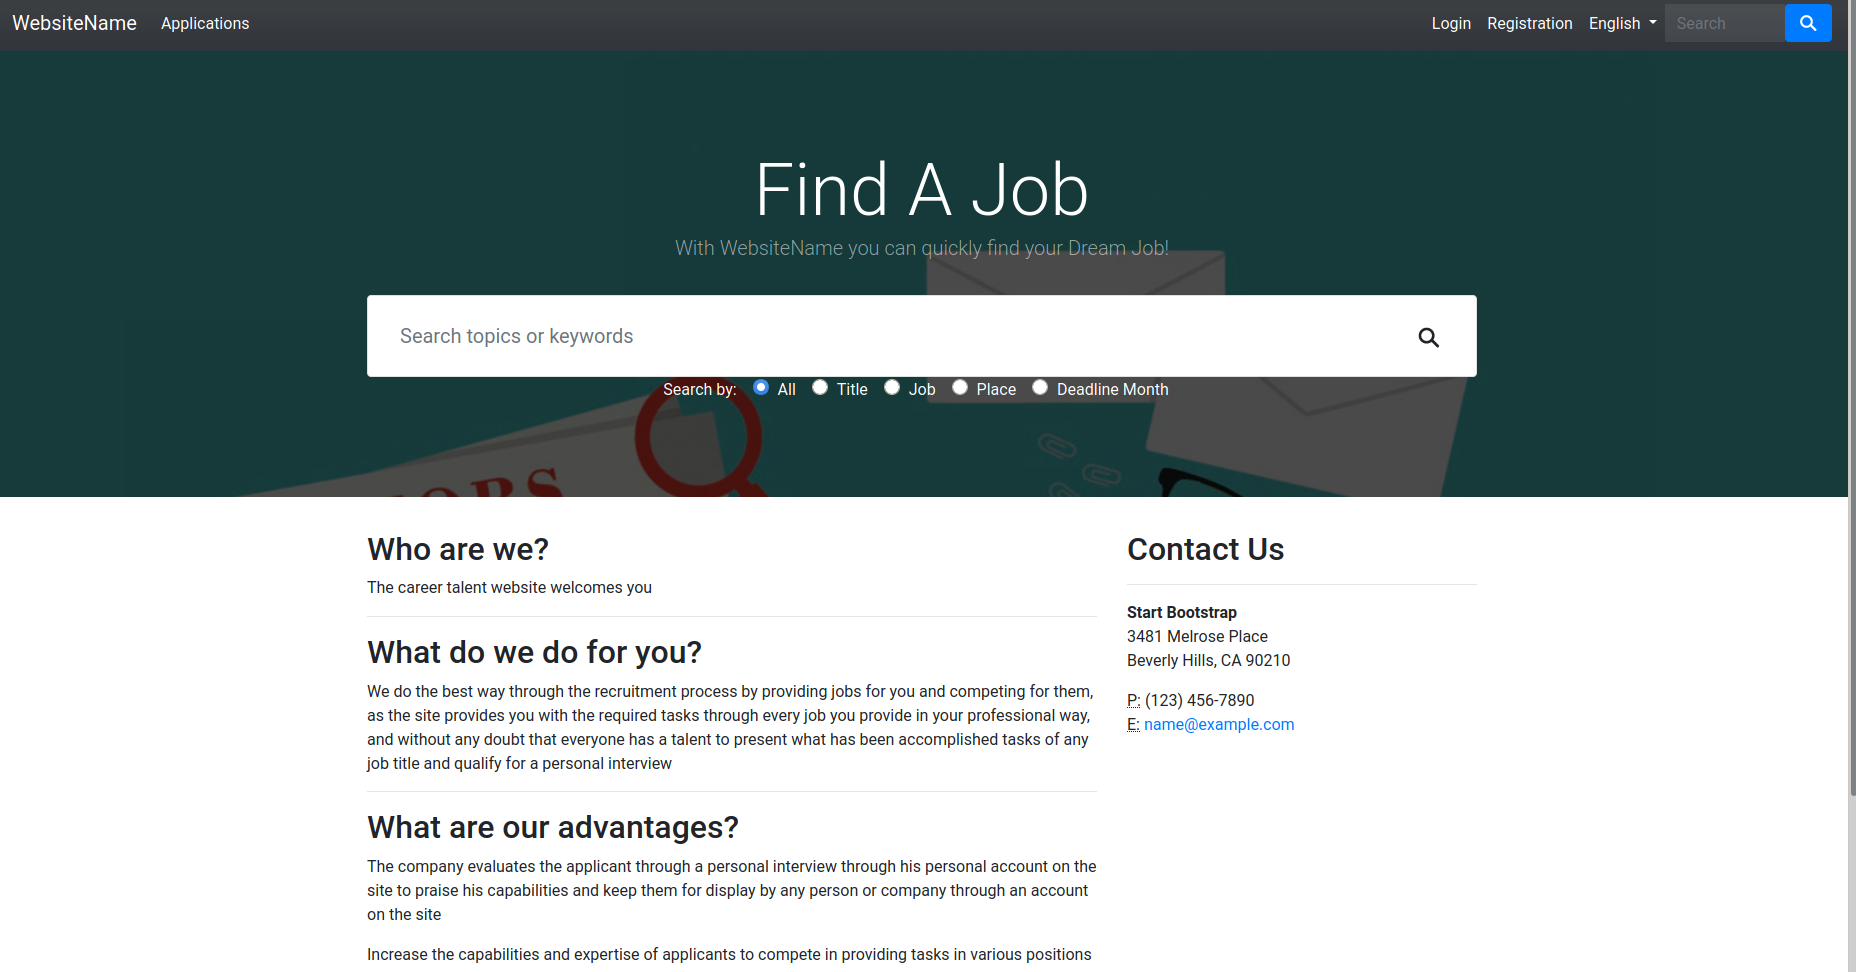 WebsiteName Applications Login Registration English Search
Find A Job
With WebsiteName you can quickly find your Dream Job!
Search topics or keywords
Search by: All Title Job Place Deadline Month
Who are we?
The career talent website welcomes you
What do we do for you?
We do the best way through the recruitment process by providing jobs for you and competing for them,
as the site provides you with the required tasks through every job you provide in your professional way,
and without any doubt that everyone has a talent to present what has been accomplished tasks of any
job title and qualify for a personal interview
What are our advantages?
The company evaluates the applicant through a personal interview through his personal account on the
site to praise his capabilities and keep them for display by any person or company through an account
on the site
Increase the capabilities and expertise of applicants to compete in providing tasks in various positions
Contact Us
Start Bootstrap
3481 Melrose Place
Beverly Hills, CA 90210
P: (123) 456-7890
E: name@example.com